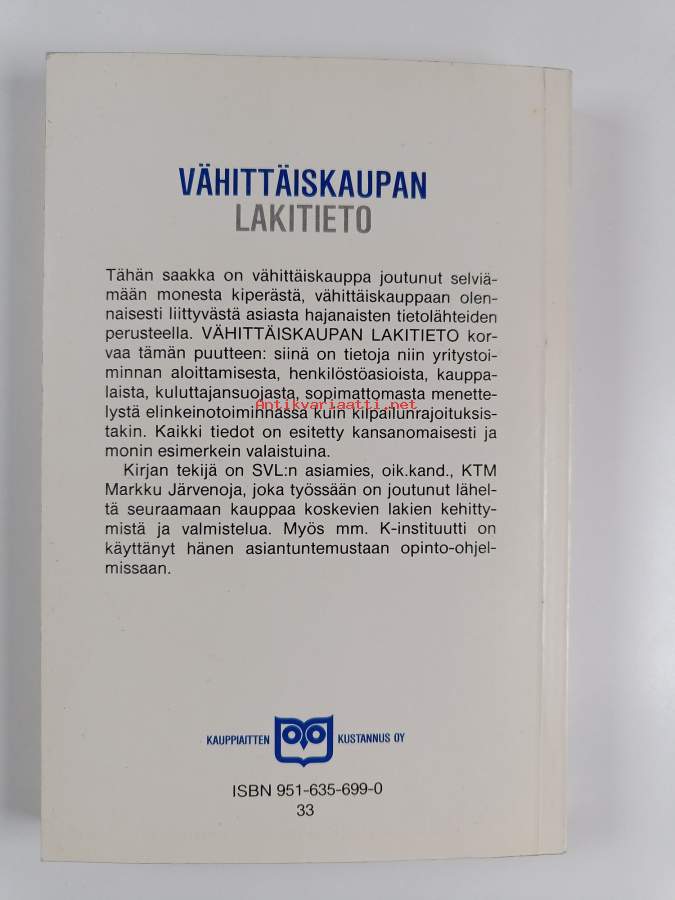 VÄHITTÄISKAUPAN
LAKITIETO
Tähän saakka on vähittäiskauppa joutunut selviä-
mään monesta kiperästä, vähittäiskauppaan olen-
naisesti liittyvästä asiasta hajanaisten tietolähteiden
perusteella. VÄHITTÄISKAUPAN LAKITIETO kor-
vaa tämän puutteen: siinä on tietoja niin yritystoi-
minnan aloittamisesta, henkilöstöasioista, kauppa-
laista, kuluttajansuojasta, sopimattomasta menette-
lystä elinkeinotoiminnassa kuin kilpailunrajoituksis-
Antikvariaatti.net
takin. Kaikki tiedot on esitetty kansanomaisesti ja
monin esimerkein valaistuina.
Kirjan tekijä on SVL:n asiamies, oik.kand., KTM
Markku Järvenoja, joka työssään on joutunut lähel-
tä seuraamaan kauppaa koskevien lakien kehitty-
mistä ja valmistelua. Myös mm. K-instituutti on
käyttänyt hänen asiantuntemustaan opinto-ohjel-
missaan.
KAUPPIAITTEN KUSTANNUS OY
ISBN 951-635-699-0
33